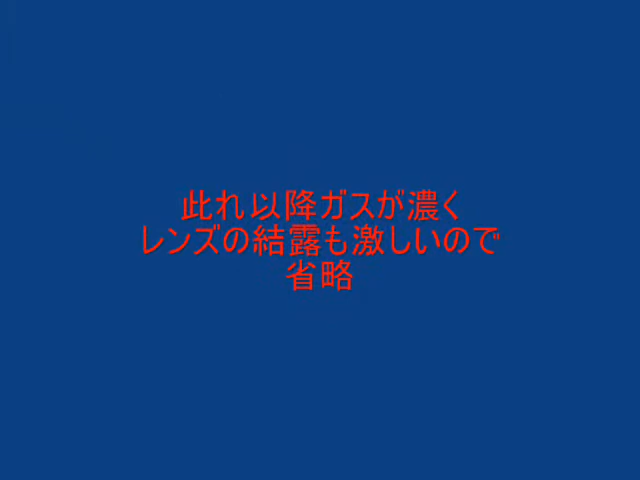 此れ以降ガスが濃く
レンズの結露も激しいので
省略